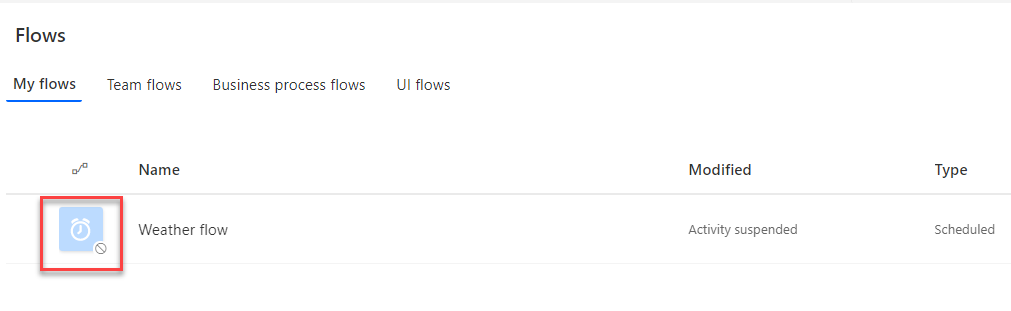 Flows
My flows Team flows Business process flows UI flows
Name Modified Type
Weather flow Activity suspended Scheduled